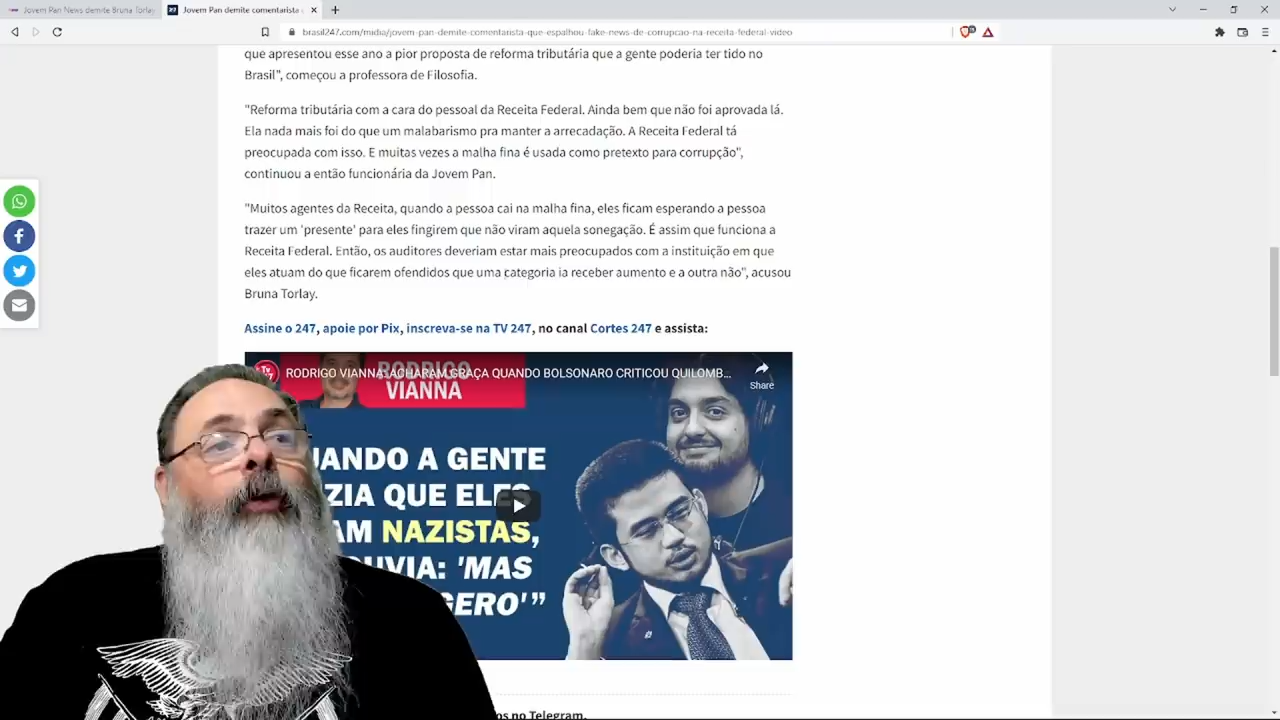 Jovem Pan News demite Bruna Torlay
Jovem Pan demite comentarista
brasil247.com/midia/jovem-pan-demite-comentarista-que-espalhou-fake-news-de-corrupcao-na-receita-federal-video
que apresentou esse ano a pior proposta de reforma tributária que a gente poderia ter tido no
Brasil", começou a professora de Filosofia.
"Reforma tributária com a cara do pessoal da Receita Federal. Ainda bem que não foi aprovada lá.
Ela nada mais foi do que um malabarismo pra manter a arrecadação. A Receita Federal tá
preocupada com isso. E muitas vezes a malha fina é usada como pretexto para corrupção",
continuou a então funcionária da Jovem Pan.
"Muitos agentes da Receita, quando a pessoa cai na malha fina, eles ficam esperando a pessoa
trazer um 'presente' para eles fingirem que não viram aquela sonegação. É assim que funciona a
Receita Federal. Então, os auditores deveriam estar mais preocupados com a instituição em que
eles atuam do que ficarem ofendidos que uma categoria ia receber aumento e a outra não", acusou
Bruna Torlay.
Assine o 247, apoie por Pix, inscreva-se na TV 247, no canal Cortes 247 e assista:
RODRIGO VIANNA: ACHARAM GRAÇA QUANDO BOLSONARO CRITICOU QUILOMB...
Share
RODRIGO
VIANNA
UANDO A GENTE
ZIA QUE ELES
AM NAZISTAS,
OUVIA: 'MAS
GERO'"
os no Telegram.